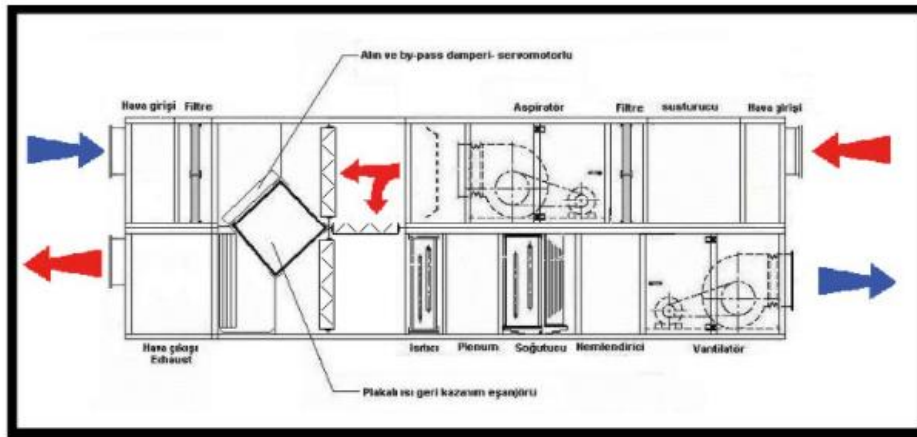 Alın ve by-pass damperi- servomotorlu
Hava girişi Filtre Aspiratör Filtre susturucu Hava girişi
Hava çıkışı Isıtıcı Plenum Soğutucu Nemlendirici Vantilatör
Exhaust
Plakalı ısı geri kazanım eşanjörü